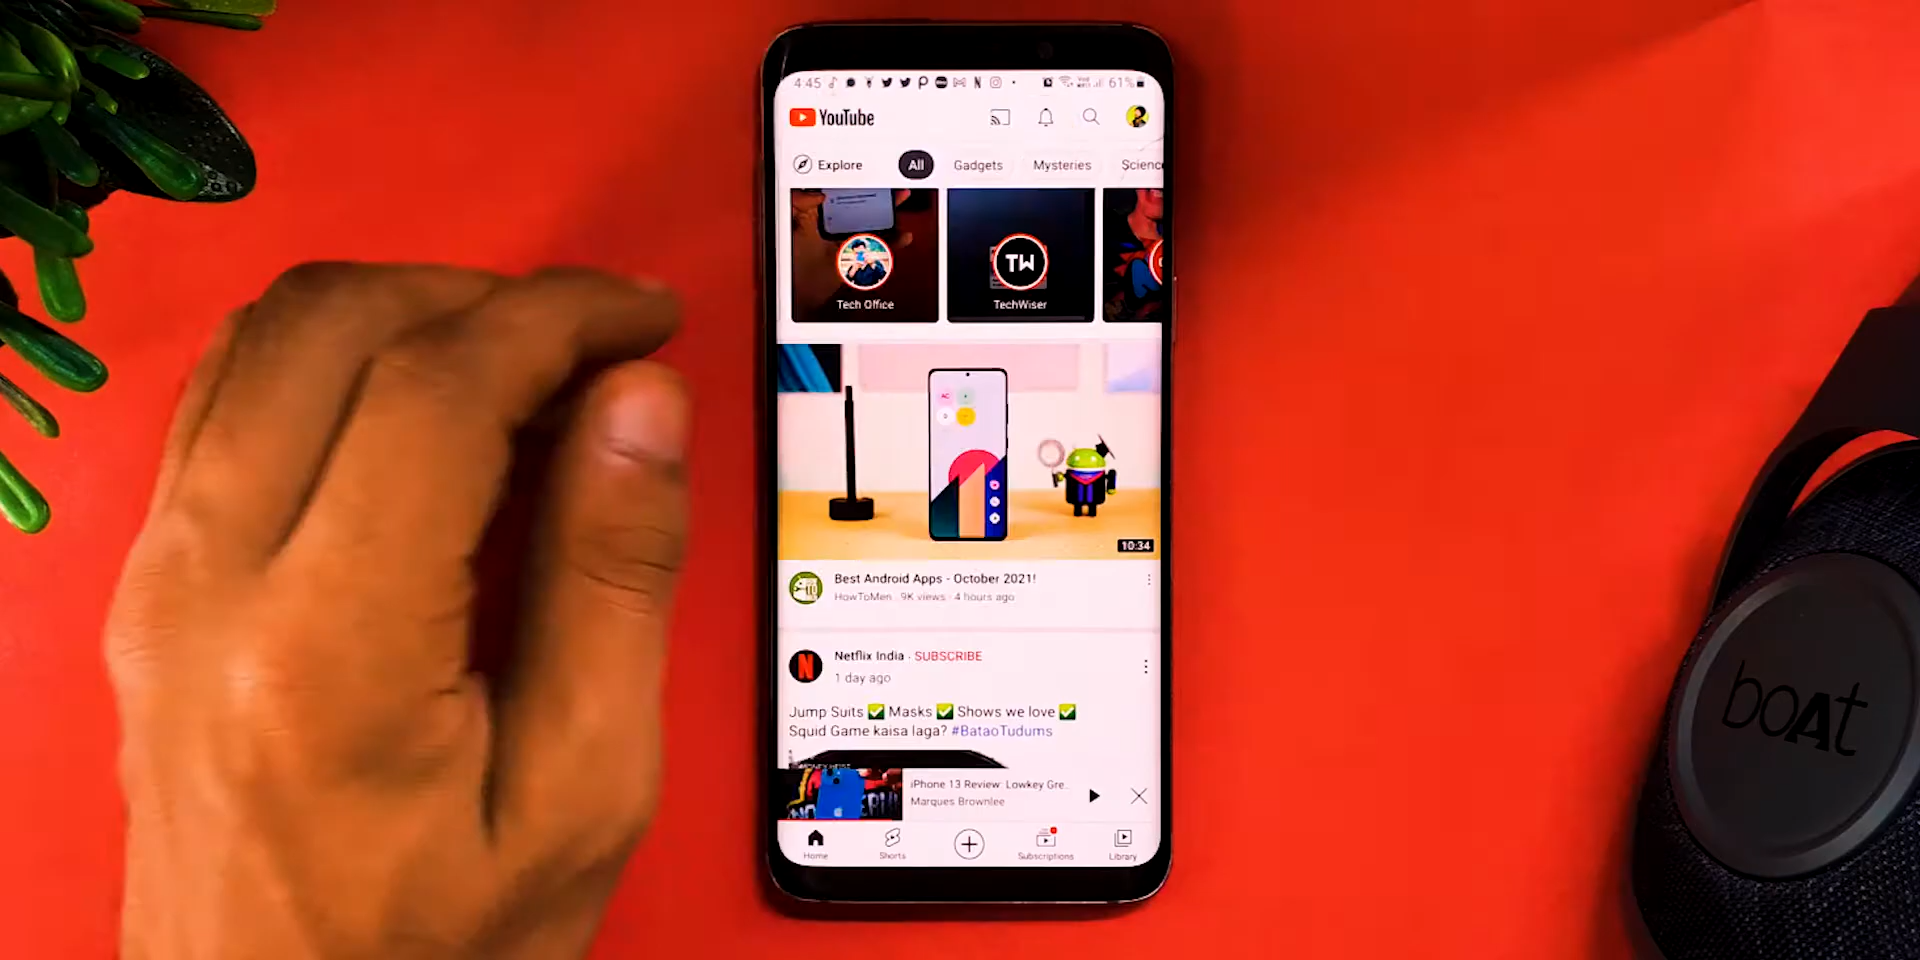 4:45
61%
YouTube
Explore
All
Gadgets
Mysteries
Scienc
Tech Office
TW
TechWiser
AC
10:34
Best Android Apps - October 2021!
HowToMen · 9K views · 4 hours ago
Netflix India · SUBSCRIBE
1 day ago
Jump Suits ✅ Masks ✅ Shows we love ✅
Squid Game kaisa laga? #BataoTudums
iPhone 13 Review: Lowkey Gre...
Marques Brownlee
Home
Shorts
Subscriptions
Library
boAt